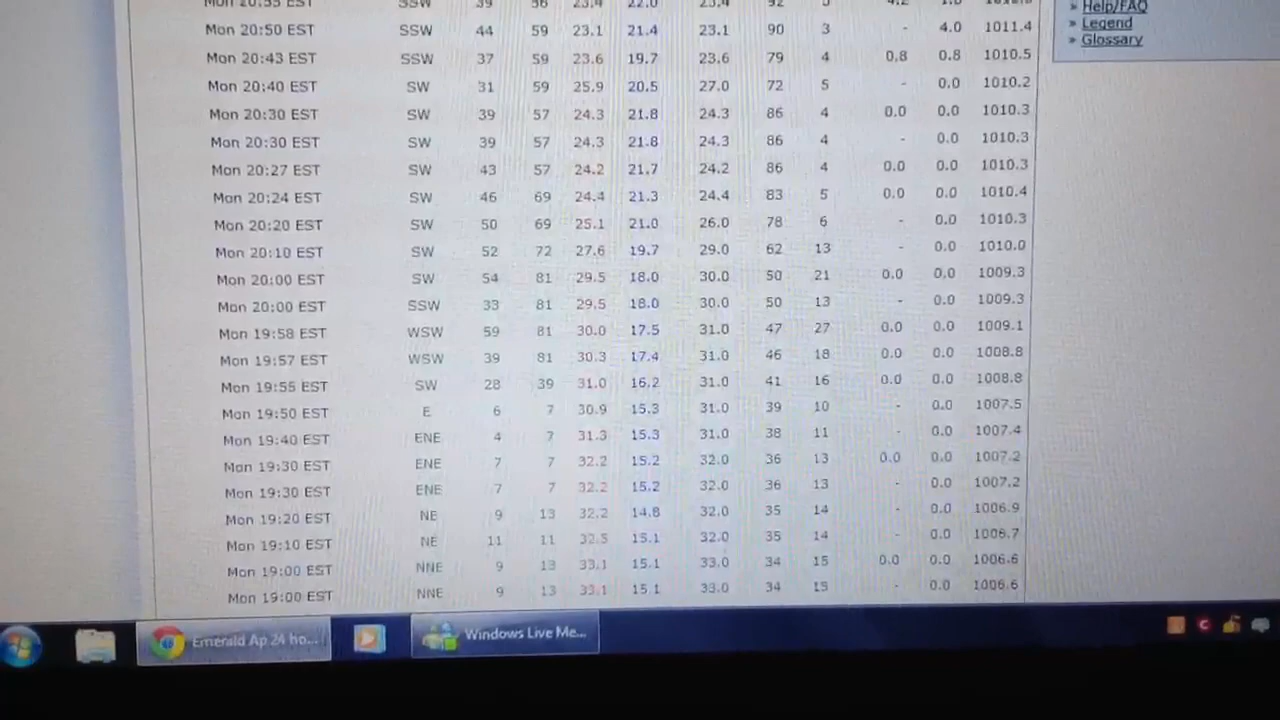 Mon 20:55 EST SSW 39 56 23.4 22.0 23.4 92
» Help/FAQ
Mon 20:50 EST SSW 44 59 23.1 21.4 23.1 90 3 - 4.0 1011.4
» Legend
Mon 20:43 EST SSW 37 59 23.6 19.7 23.6 79 4 0.8 0.8 1010.5
» Glossary
Mon 20:40 EST SW 31 59 25.9 20.5 27.0 72 5 - 0.0 1010.2
Mon 20:30 EST SW 39 57 24.3 21.8 24.3 86 4 0.0 0.0 1010.3
Mon 20:30 EST SW 39 57 24.3 21.8 24.3 86 4 - 0.0 1010.3
Mon 20:27 EST SW 43 57 24.2 21.7 24.2 86 4 0.0 0.0 1010.3
Mon 20:24 EST SW 46 69 24.4 21.3 24.4 83 5 0.0 0.0 1010.4
Mon 20:20 EST SW 50 69 25.1 21.0 26.0 78 6 - 0.0 1010.3
Mon 20:10 EST SW 52 72 27.6 19.7 29.0 62 13 - 0.0 1010.0
Mon 20:00 EST SW 54 81 29.5 18.0 30.0 50 21 0.0 0.0 1009.3
Mon 20:00 EST SSW 33 81 29.5 18.0 30.0 50 13 - 0.0 1009.3
Mon 19:58 EST WSW 59 81 30.0 17.5 31.0 47 27 0.0 0.0 1009.1
Mon 19:57 EST WSW 39 81 30.3 17.4 31.0 46 18 0.0 0.0 1008.8
Mon 19:55 EST SW 28 39 31.0 16.2 31.0 41 16 0.0 0.0 1008.8
Mon 19:50 EST E 6 7 30.9 15.3 31.0 39 10 - 0.0 1007.5
Mon 19:40 EST ENE 4 7 31.3 15.3 31.0 38 11 - 0.0 1007.4
Mon 19:30 EST ENE 7 7 32.2 15.2 32.0 36 13 0.0 0.0 1007.2
Mon 19:30 EST ENE 7 7 32.2 15.2 32.0 36 13 - 0.0 1007.2
Mon 19:20 EST NE 9 13 32.2 14.8 32.0 35 14 - 0.0 1006.9
Mon 19:10 EST NE 11 11 32.5 15.1 32.0 35 14 - 0.0 1006.7
Mon 19:00 EST NNE 9 13 33.1 15.1 33.0 34 15 0.0 0.0 1006.6
Mon 19:00 EST NNE 9 13 33.1 15.1 33.0 34 15 - 0.0 1006.6
Emerald Ap 24 ho...
Windows Live Me...